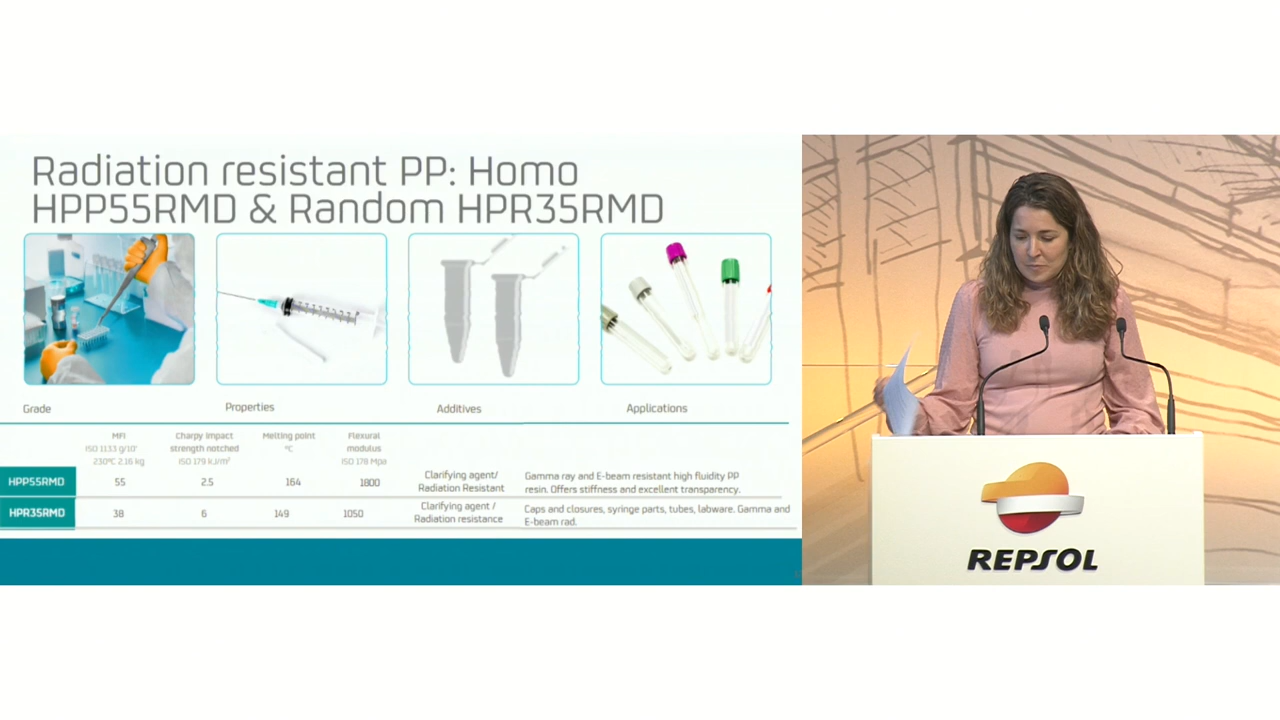 Radiation resistant PP: Homo
HPP55RMD & Random HPR35RMD
Grade
Properties
Additives
Applications
MFI
ISO 1133 g/10'
230ºC 2.16 kg
Charpy impact
strength notched
ISO 179 kJ/m²
Melting point
ºC
Flexural
modulus
ISO 178 Mpa
HPP55RMD
55
2.5
164
1800
Clarifying agent/
Radiation Resistant
Gamma ray and E-beam resistant high fluidity PP
resin. Offers stiffness and excellent transparency.
HPR35RMD
38
6
149
1050
Clarifying agent /
Radiation resistance
Caps and closures, syringe parts, tubes, labware. Gamma and
E-beam rad.
REPSOL